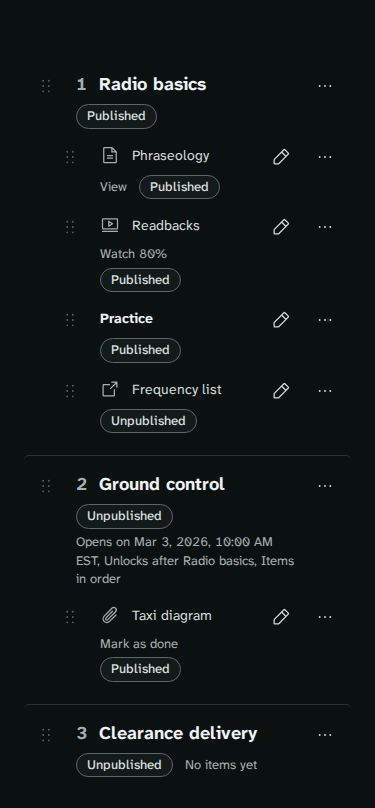 1 Radio basics
Published
Phraseology
View Published
Readbacks
Watch 80%
Published
Practice
Published
Frequency list
Unpublished
2 Ground control
Unpublished
Opens on Mar 3, 2026, 10:00 AM
EST, Unlocks after Radio basics, Items
in order
Taxi diagram
Mark as done
Published
3 Clearance delivery
Unpublished No items yet